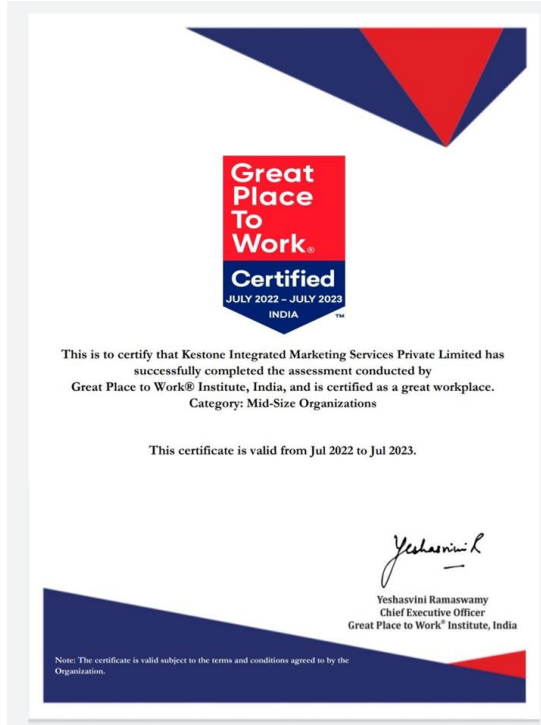 Great
Place
To
Work®
Certified
JULY 2022 – JULY 2023
INDIA
TM
This is to certify that Kestone Integrated Marketing Services Private Limited has
successfully completed the assessment conducted by
Great Place to Work® Institute, India, and is certified as a great workplace.
Category: Mid-Size Organizations
This certificate is valid from Jul 2022 to Jul 2023.
Yeshasvini R
Yeshasvini Ramaswamy
Chief Executive Officer
Great Place to Work® Institute, India
Note: The certificate is valid subject to the terms and conditions agreed to by the
Organization.